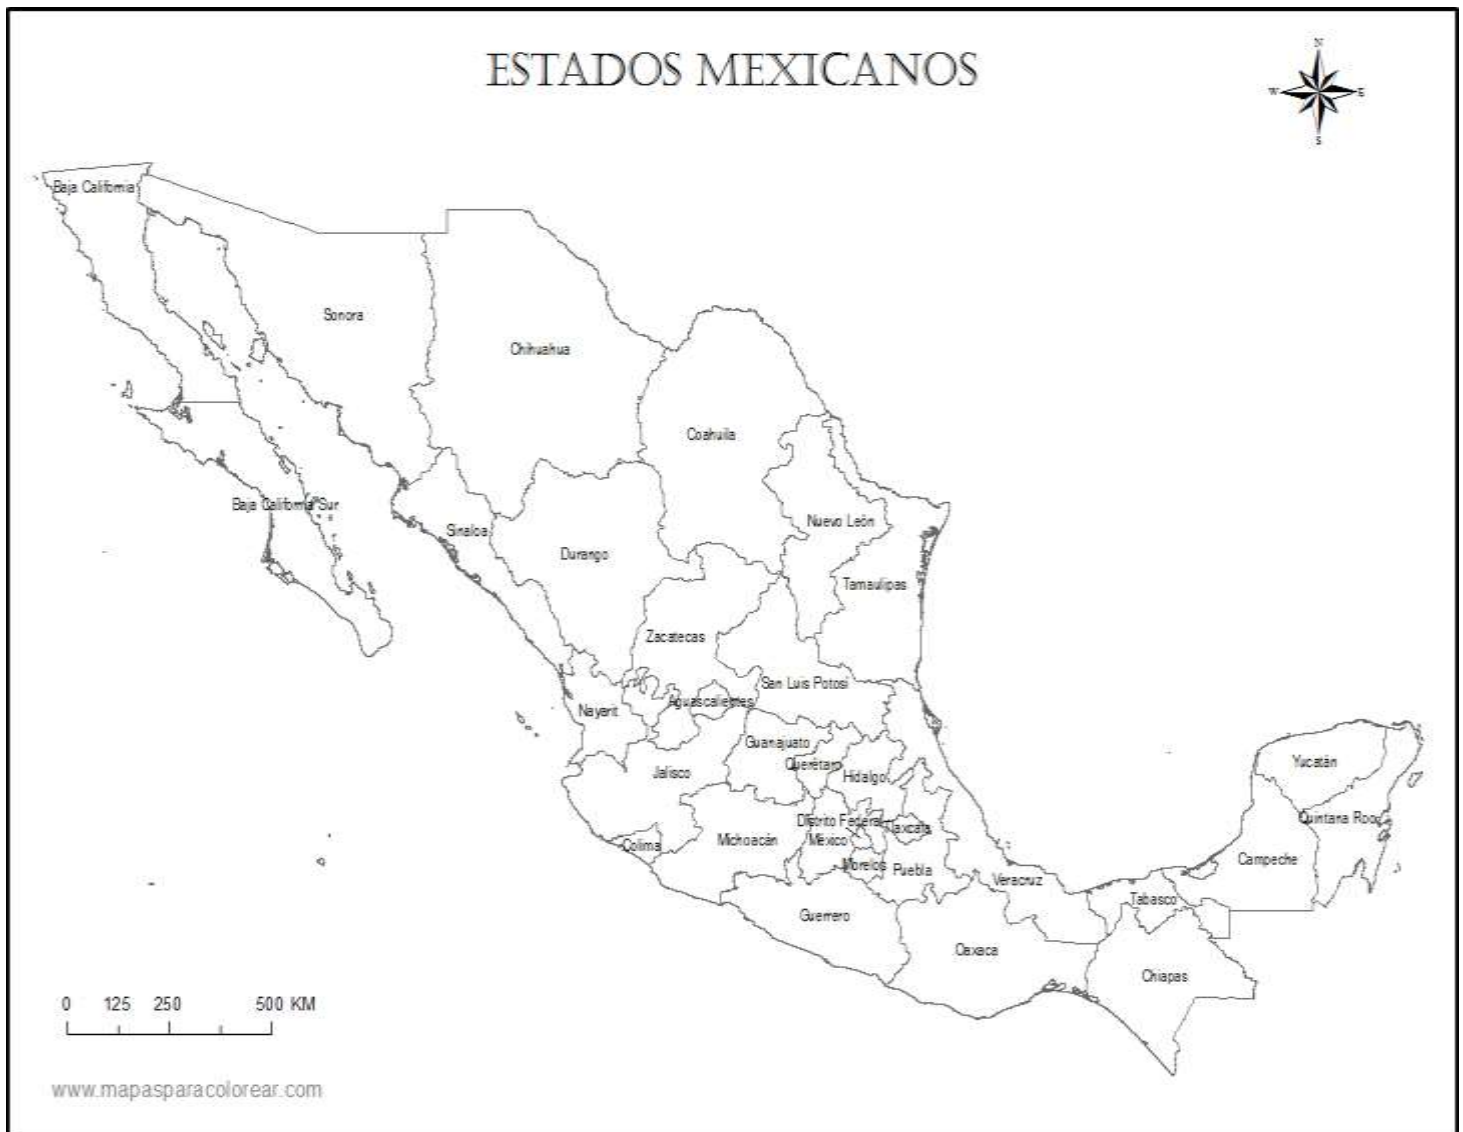 ESTADOS MEXICANOS
N
W
E
S
Baja California
Sonora
Chihuahua
Coahuila
Baja California Sur
Sinaloa
Nuevo León
Durango
Tamaulipas
Zacatecas
San Luis Potosí
Aguascalientes
Nayarit
Guanajuato
Querétaro
Jalisco
Hidalgo
Yucatán
Distrito Federal
Tlaxcala
Quintana Roo
Colima
Michoacán
México
Morelos
Puebla
Campeche
Veracruz
Tabasco
Guerrero
Oaxaca
Chiapas
0 125 250 500 KM
www.mapasparacolorear.com